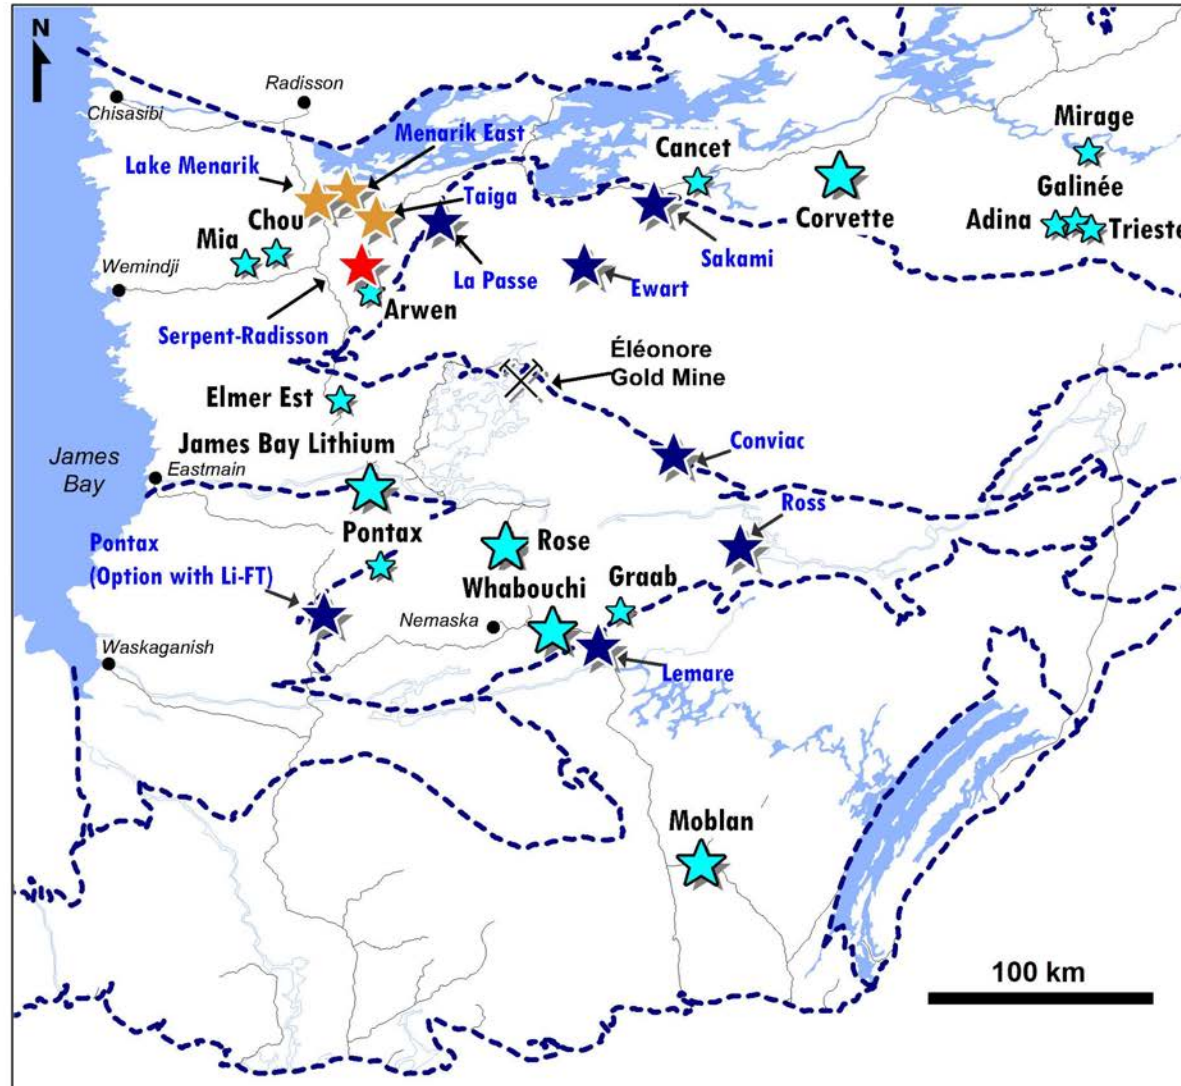 N
Radisson
Chisasibi
Menarik East
Mirage
Lake Menarik
Cancet
Taiga
Galinée
Chou
Corvette
Adina
Trieste
Mia
Sakami
Wemindji
La Passe
Ewart
Arwen
Serpent-Radisson
Éléonore
Gold Mine
Elmer Est
James Bay Lithium
Conviac
James
Bay
Eastmain
Ross
Pontax
Rose
Pontax
(Option with Li-FT)
Graab
Whabouchi
Nemaska
Waskaganish
Lemare
Moblan
100 km